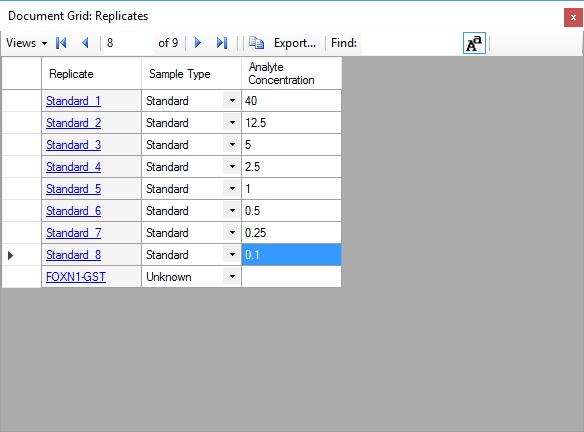 Document Grid: Replicates x
Views 8 of 9 Export... Find: Aa
Replicate Sample Type Analyte Concentration
Standard_1 Standard 40
Standard_2 Standard 12.5
Standard_3 Standard 5
Standard_4 Standard 2.5
Standard_5 Standard 1
Standard_6 Standard 0.5
Standard_7 Standard 0.25
Standard_8 Standard 0.1
FOXN1-GST Unknown